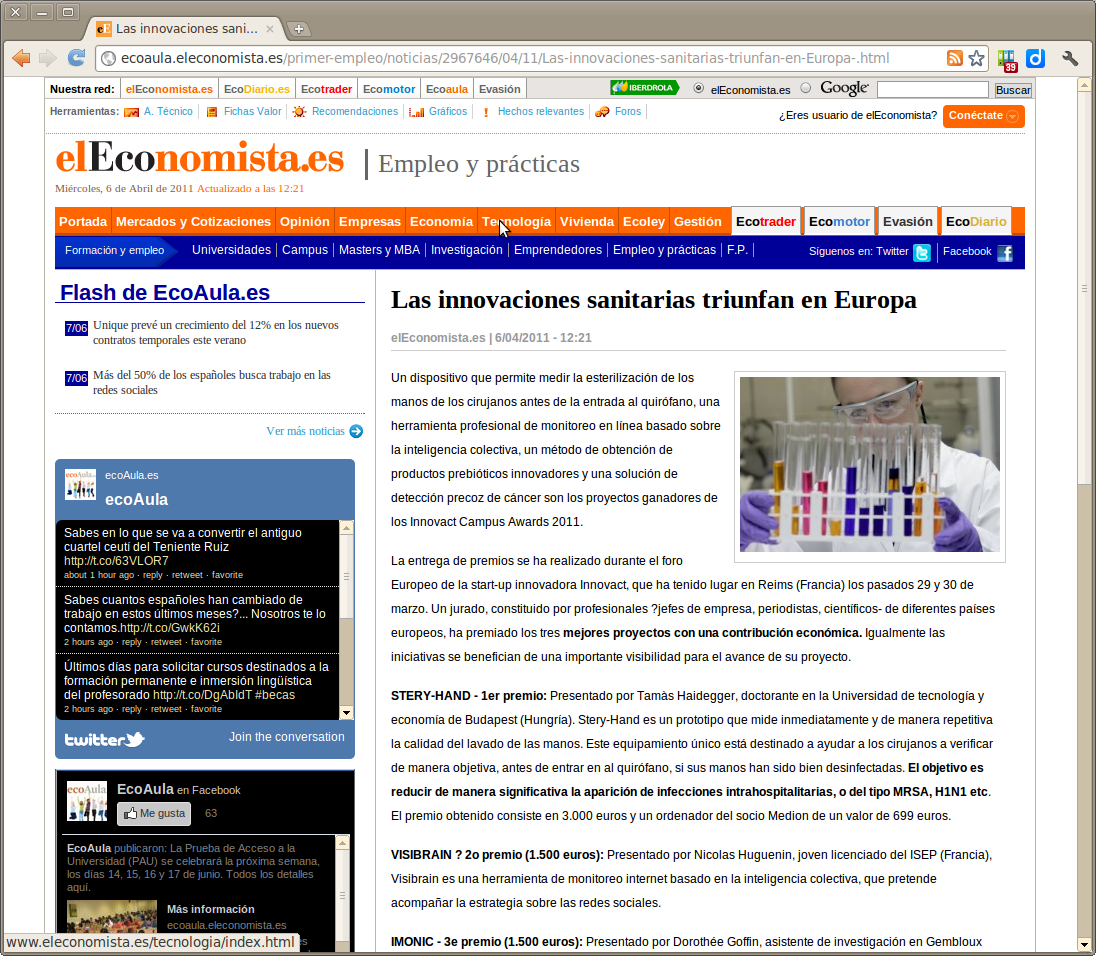 Las innovaciones sani...
ecoaula.eleconomista.es/primer-empleo/noticias/2967646/04/11/Las-innovaciones-sanitarias-triunfan-en-Europa-.html
39
Nuestra red: elEconomista.es EcoDiario.es Ecotrader Ecomotor Ecoaula Evasión IBERDROLA elEconomista.es Google Buscar
Herramientas: A. Técnico Fichas Valor Recomendaciones Gráficos Hechos relevantes Foros ¿Eres usuario de elEconomista? Conéctate
elEconomista.es | Empleo y prácticas
Miércoles, 6 de Abril de 2011 Actualizado a las 12:21
Portada Mercados y Cotizaciones Opinión Empresas Economía Tecnología Vivienda Ecoley Gestión Ecotrader Ecomotor Evasión EcoDiario
Formación y empleo Universidades Campus Masters y MBA Investigación Emprendedores Empleo y prácticas F.P. Síguenos en: Twitter Facebook
Flash de EcoAula.es
7/06 Unique prevé un crecimiento del 12% en los nuevos
contratos temporales este verano
7/06 Más del 50% de los españoles busca trabajo en las
redes sociales
Ver más noticias
ecoAula.es
ecoAula
Sabes en lo que se va a convertir el antiguo
cuartel ceutí del Teniente Ruiz
http://t.co/63VLOR7
about 1 hour ago · reply · retweet · favorite
Sabes cuantos españoles han cambiado de
trabajo en estos últimos meses?... Nosotros te lo
contamos.http://t.co/GwkK62i
2 hours ago · reply · retweet · favorite
Últimos días para solicitar cursos destinados a la
formación permanente e inmersión lingüística
del profesorado http://t.co/DgAbIdT #becas
2 hours ago · reply · retweet · favorite
twitter Join the conversation
EcoAula en Facebook
Me gusta 63
EcoAula publicaron: La Prueba de Acceso a la
Universidad (PAU) se celebrará la próxima semana,
los días 14, 15, 16 y 17 de junio. Todos los detalles
aquí.
Más información
ecoaula.eleconomista.es
www.eleconomista.es/tecnologia/index.html
Las innovaciones sanitarias triunfan en Europa
elEconomista.es | 6/04/2011 - 12:21
Un dispositivo que permite medir la esterilización de los
manos de los cirujanos antes de la entrada al quirófano, una
herramienta profesional de monitoreo en línea basado sobre
la inteligencia colectiva, un método de obtención de
productos prebióticos innovadores y una solución de
detección precoz de cáncer son los proyectos ganadores de
los Innovact Campus Awards 2011.
La entrega de premios se ha realizado durante el foro
Europeo de la start-up innovadora Innovact, que ha tenido lugar en Reims (Francia) los pasados 29 y 30 de
marzo. Un jurado, constituido por profesionales ?jefes de empresa, periodistas, científicos- de diferentes países
europeos, ha premiado los tres mejores proyectos con una contribución económica. Igualmente las
iniciativas se benefician de una importante visibilidad para el avance de su proyecto.
STERY-HAND - 1er premio: Presentado por Tamàs Haidegger, doctorante en la Universidad de tecnología y
economía de Budapest (Hungría). Stery-Hand es un prototipo que mide inmediatamente y de manera repetitiva
la calidad del lavado de las manos. Este equipamiento único está destinado a ayudar a los cirujanos a verificar
de manera objetiva, antes de entrar en al quirófano, si sus manos han sido bien desinfectadas. El objetivo es
reducir de manera significativa la aparición de infecciones intrahospitalitarias, o del tipo MRSA, H1N1 etc.
El premio obtenido consiste en 3.000 euros y un ordenador del socio Medion de un valor de 699 euros.
VISIBRAIN ? 2o premio (1.500 euros): Presentado por Nicolas Huguenin, joven licenciado del ISEP (Francia),
Visibrain es una herramienta de monitoreo internet basado en la inteligencia colectiva, que pretende
acompañar la estrategia sobre las redes sociales.
IMONIC - 3e premio (1.500 euros): Presentado por Dorothée Goffin, asistente de investigación en Gembloux